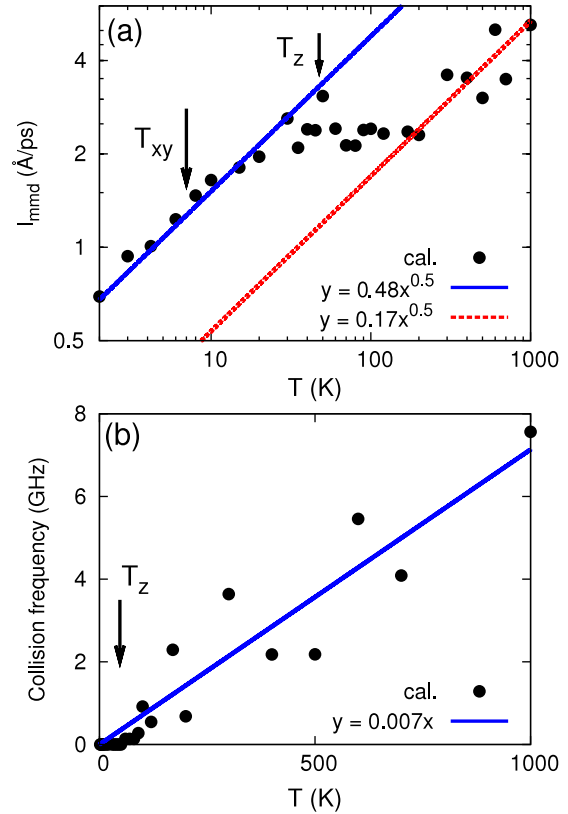 (a)
T_z
T_xy
I_mmd (Å/ps)
4
2
1
0.5
cal.
y = 0.48x^0.5
y = 0.17x^0.5
10
100
1000
T (K)
(b)
8
6
4
2
0
Collision frequency (GHz)
T_z
cal.
y = 0.007x
0
500
1000
T (K)